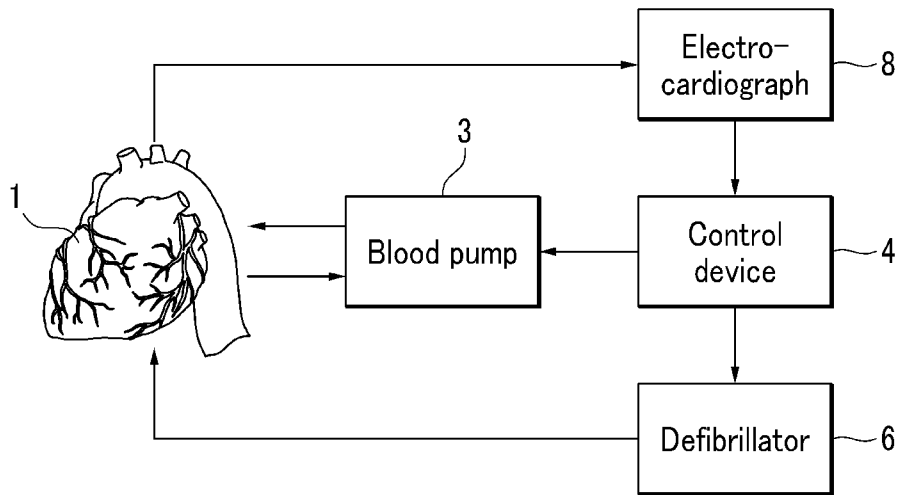 Electro-
cardiograph
8
3
1
Blood pump
Control
device
4
Defibrillator
6